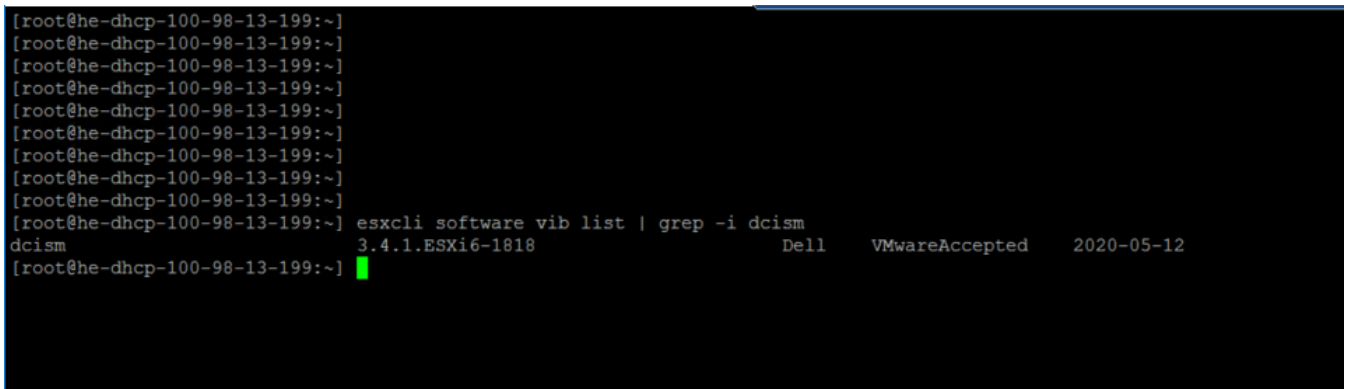 [root@he-dhcp-100-98-13-199:~]
[root@he-dhcp-100-98-13-199:~]
[root@he-dhcp-100-98-13-199:~]
[root@he-dhcp-100-98-13-199:~]
[root@he-dhcp-100-98-13-199:~]
[root@he-dhcp-100-98-13-199:~]
[root@he-dhcp-100-98-13-199:~]
[root@he-dhcp-100-98-13-199:~]
[root@he-dhcp-100-98-13-199:~]
[root@he-dhcp-100-98-13-199:~] esxcli software vib list | grep -i dcism
dcism 3.4.1.ESXi6-1818 Dell VMwareAccepted 2020-05-12
[root@he-dhcp-100-98-13-199:~]